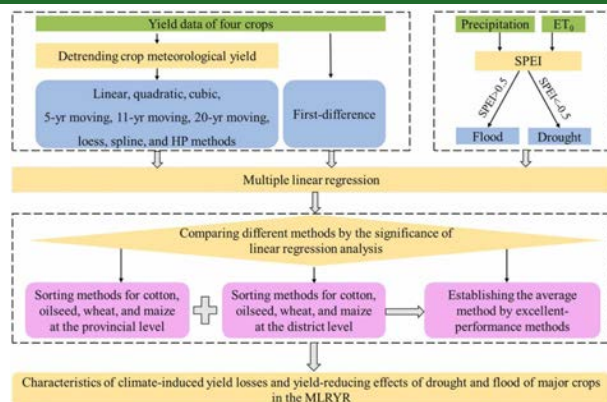 Yield data of four crops
Detrending crop meteorological yield
Linear, quadratic, cubic,
5-yr moving, 11-yr moving, 20-yr moving,
loess, spline, and HP methods
First-difference
Precipitation
ET₀
SPEI
SPEI>0.5
SPEI<-0.5
Flood
Drought
Multiple linear regression
Comparing different methods by the significance of
linear regression analysis
Sorting methods for cotton,
oilseed, wheat, and maize
at the provincial level
Sorting methods for cotton,
oilseed, wheat, and maize
at the district level
Establishing the average
method by excellent-
performance methods
Characteristics of climate-induced yield losses and yield-reducing effects of drought and flood of major crops
in the MLRYR